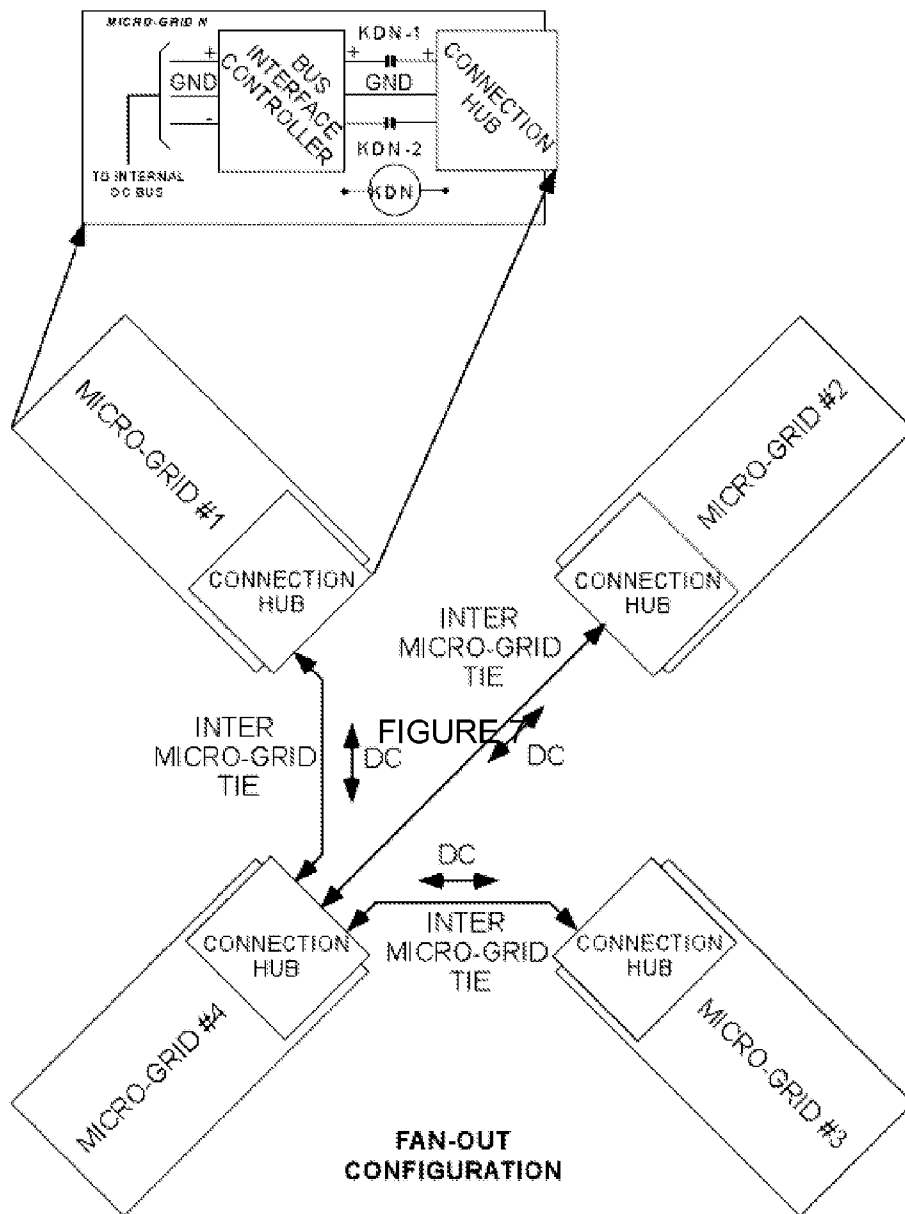 MICRO-GRID N
KDN-1
+
+
+
GND
GND
-
BUS
INTERFACE
CONTROLLER
CONNECTION
HUB
KDN-2
TO INTERNAL
DC BUS
KDN
MICRO-GRID #1
MICRO-GRID #2
CONNECTION
HUB
CONNECTION
HUB
INTER
MICRO-GRID
TIE
INTER
MICRO-GRID
TIE
DC
FIGURE 7
DC
DC
INTER
MICRO-GRID
TIE
CONNECTION
HUB
CONNECTION
HUB
MICRO-GRID #4
MICRO-GRID #3
FAN-OUT
CONFIGURATION